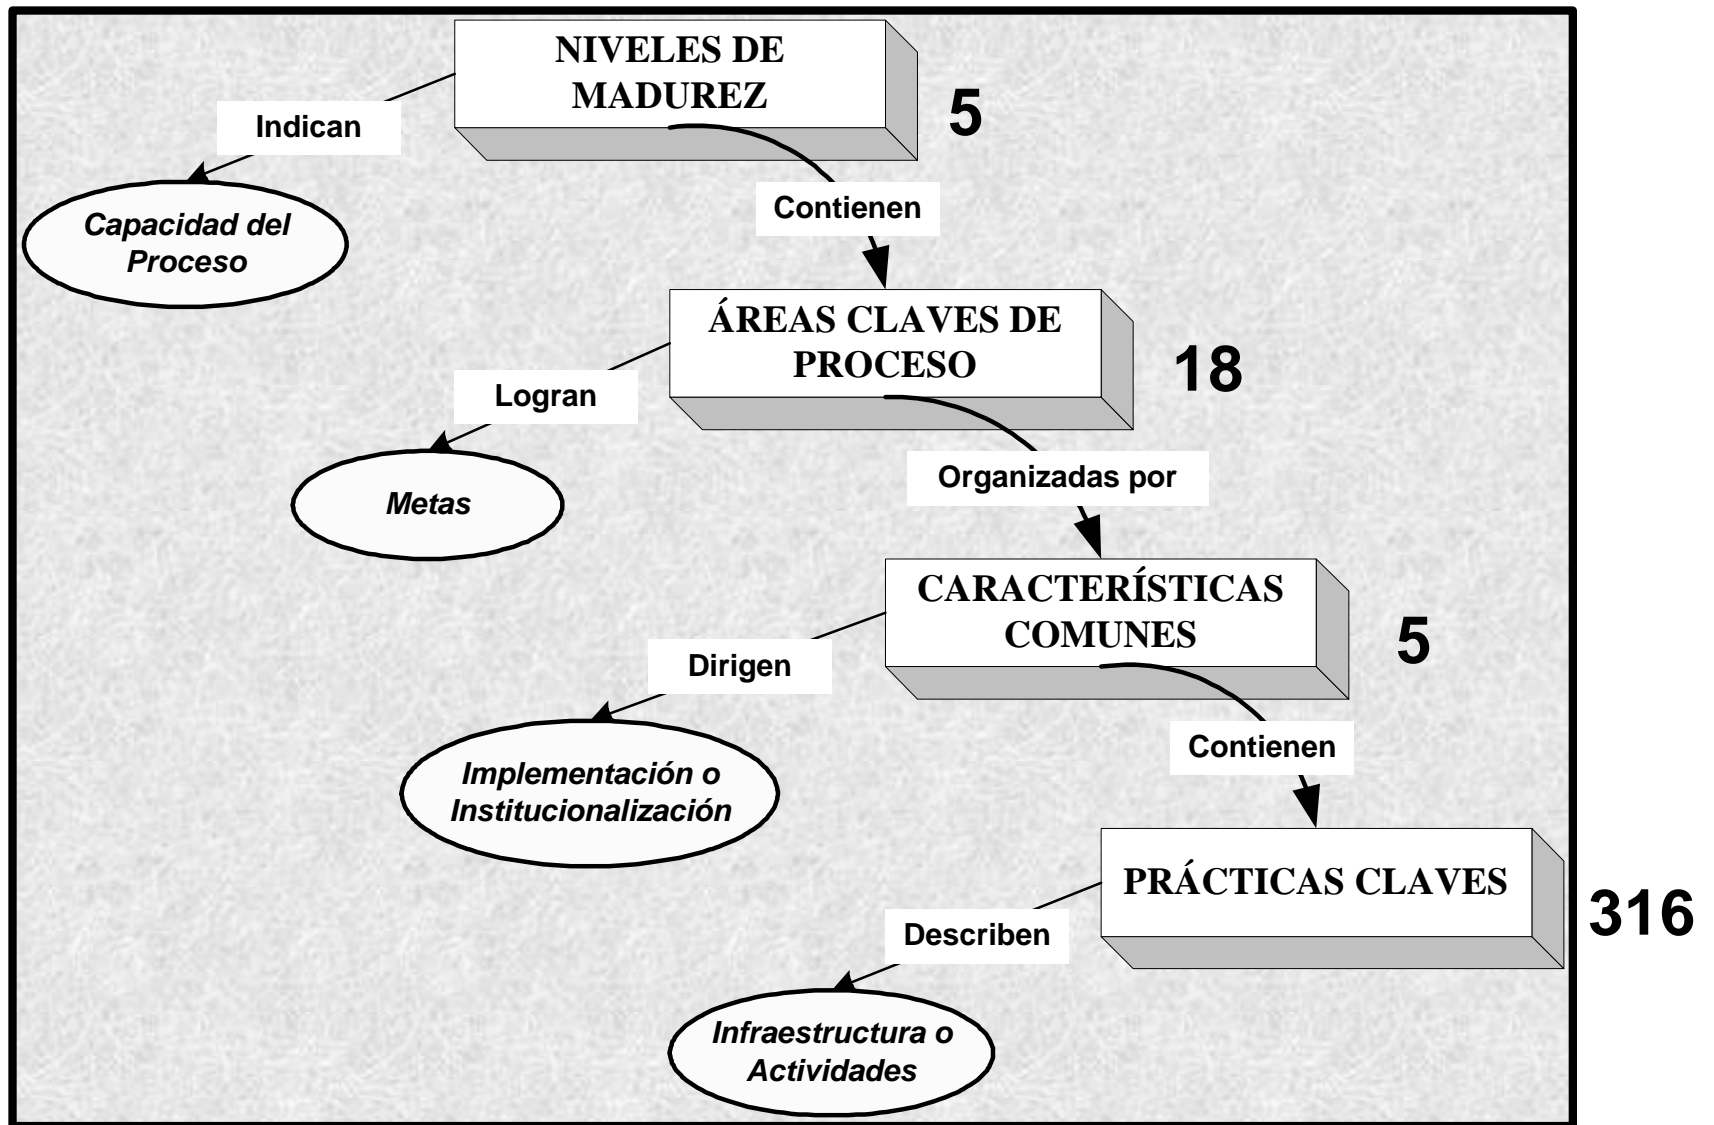 NIVELES DE
MADUREZ
5
Indican
Capacidad del
Proceso
Contienen
ÁREAS CLAVES DE
PROCESO
18
Logran
Metas
Organizadas por
CARACTERÍSTICAS
COMUNES
5
Dirigen
Implementación o
Institucionalización
Contienen
PRÁCTICAS CLAVES
316
Describen
Infraestructura o
Actividades